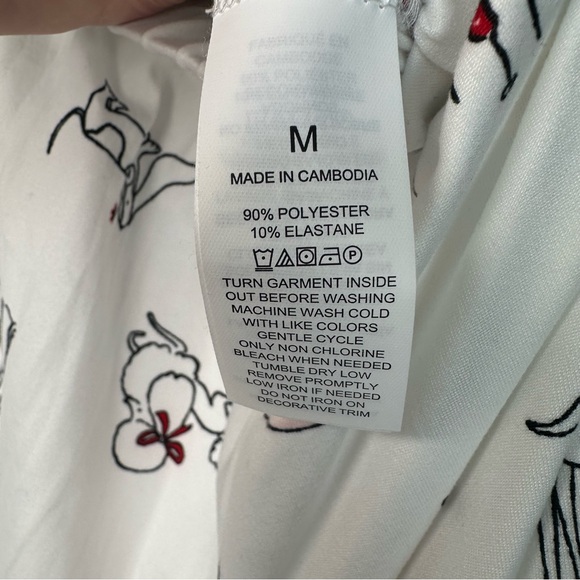 M
MADE IN CAMBODIA
90% POLYESTER
10% ELASTANE
TURN GARMENT INSIDE
OUT BEFORE WASHING
MACHINE WASH COLD
WITH LIKE COLORS
GENTLE CYCLE
ONLY NON CHLORINE
BLEACH WHEN NEEDED
TUMBLE DRY LOW
REMOVE PROMPTLY
LOW IRON IF NEEDED
DO NOT IRON ON
DECORATIVE TRIM